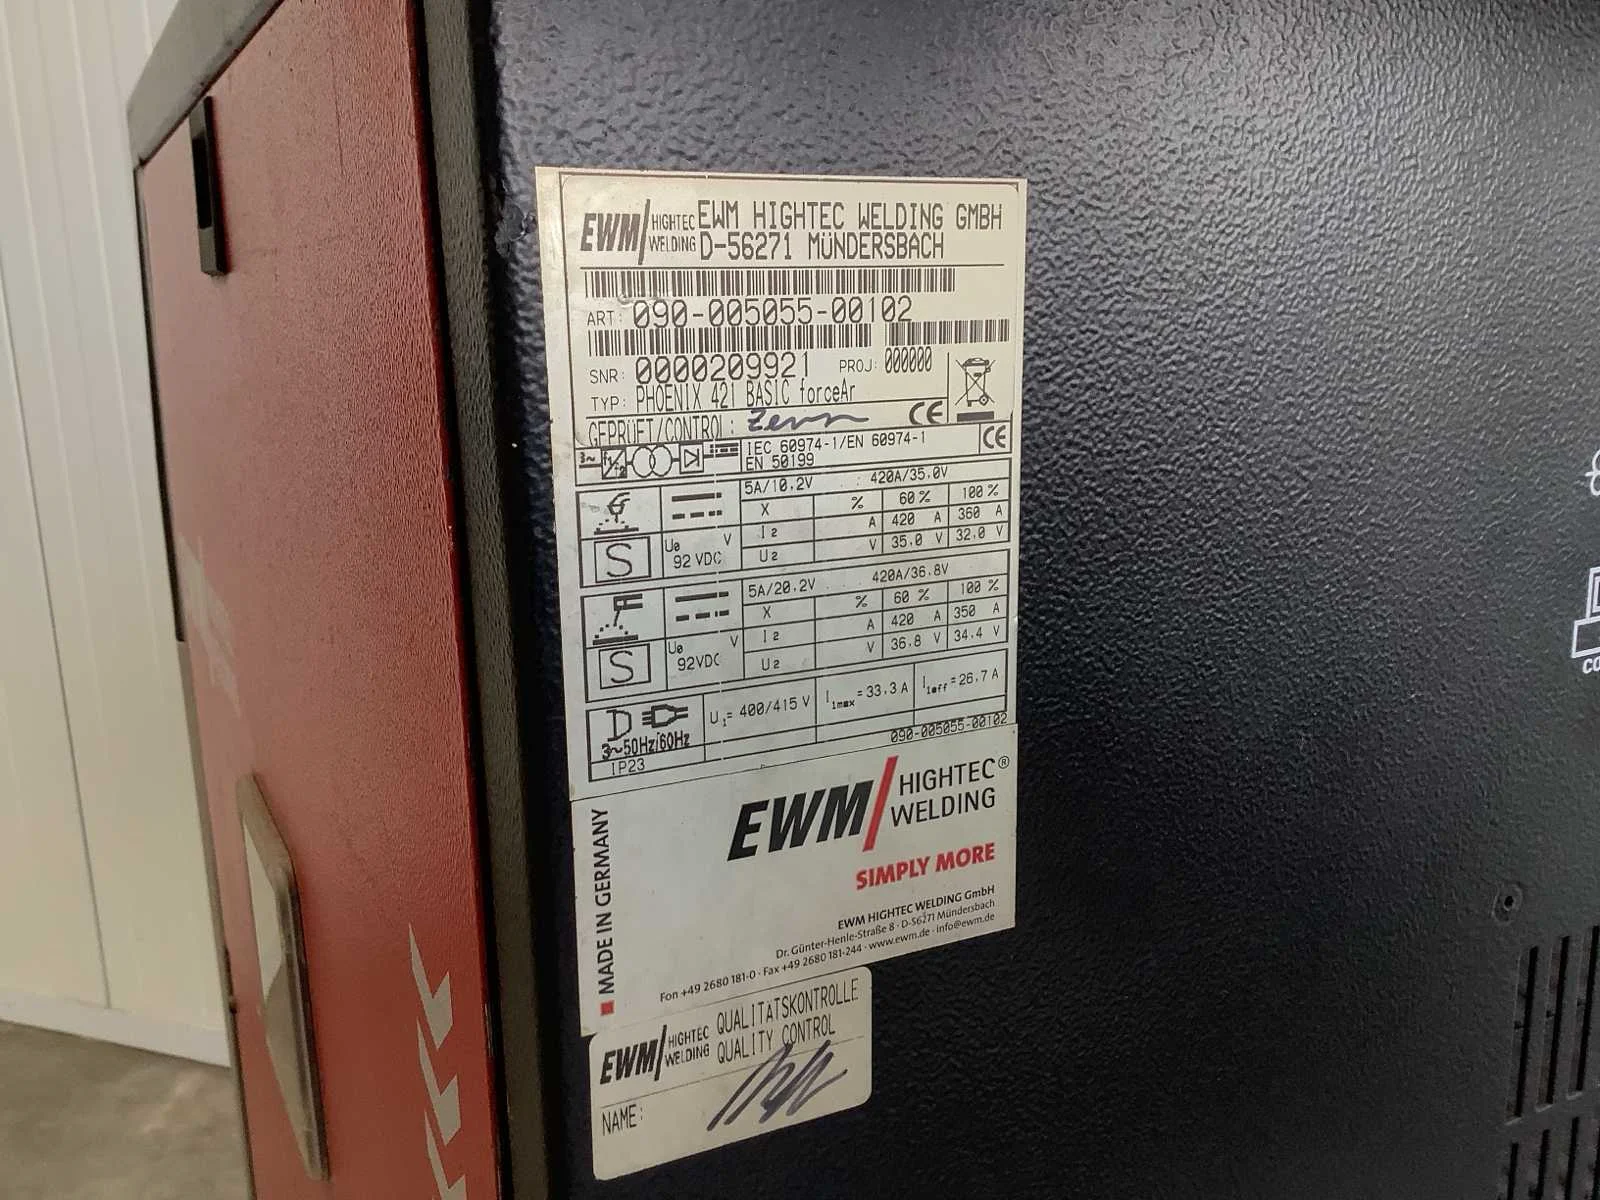 EWM HIGHTEC WELDING EWM HIGHTEC WELDING GMBH
D-56271 MÜNDERSBACH
ART: 090-005055-00102
SNR: 0000209921 PROJ: 000000
TYP: PHOENIX 421 BASIC forceAr
GEPRÜFT/CONTROL: CE
3~ f1/f2 IEC 60974-1/EN 60974-1 CE
EN 50199
5A/10.2V : 420A/35.0V
X % 60 % 100 %
I2 A 420 A 360 A
S U0 V 92 VDC U2 V 35.0 V 32.0 V
5A/20.2V 420A/36.8V
X % 60 % 100 %
I2 A 420 A 350 A
S U0 V 92VDC U2 V 36.8 V 34.4 V
U1= 400/415 V I1max=33.3 A I1eff=26.7 A
3~50Hz/60Hz
IP23 090-005055-00102
EWM HIGHTEC WELDING®
SIMPLY MORE
MADE IN GERMANY
EWM HIGHTEC WELDING GmbH
Dr. Günter-Henle-Straße 8 · D-56271 Mündersbach
Fon +49 2680 181-0 · Fax +49 2680 181-244 · www.ewm.de · info@ewm.de
EWM HIGHTEC WELDING QUALITÄTSKONTROLLE
QUALITY CONTROL
NAME:
CO